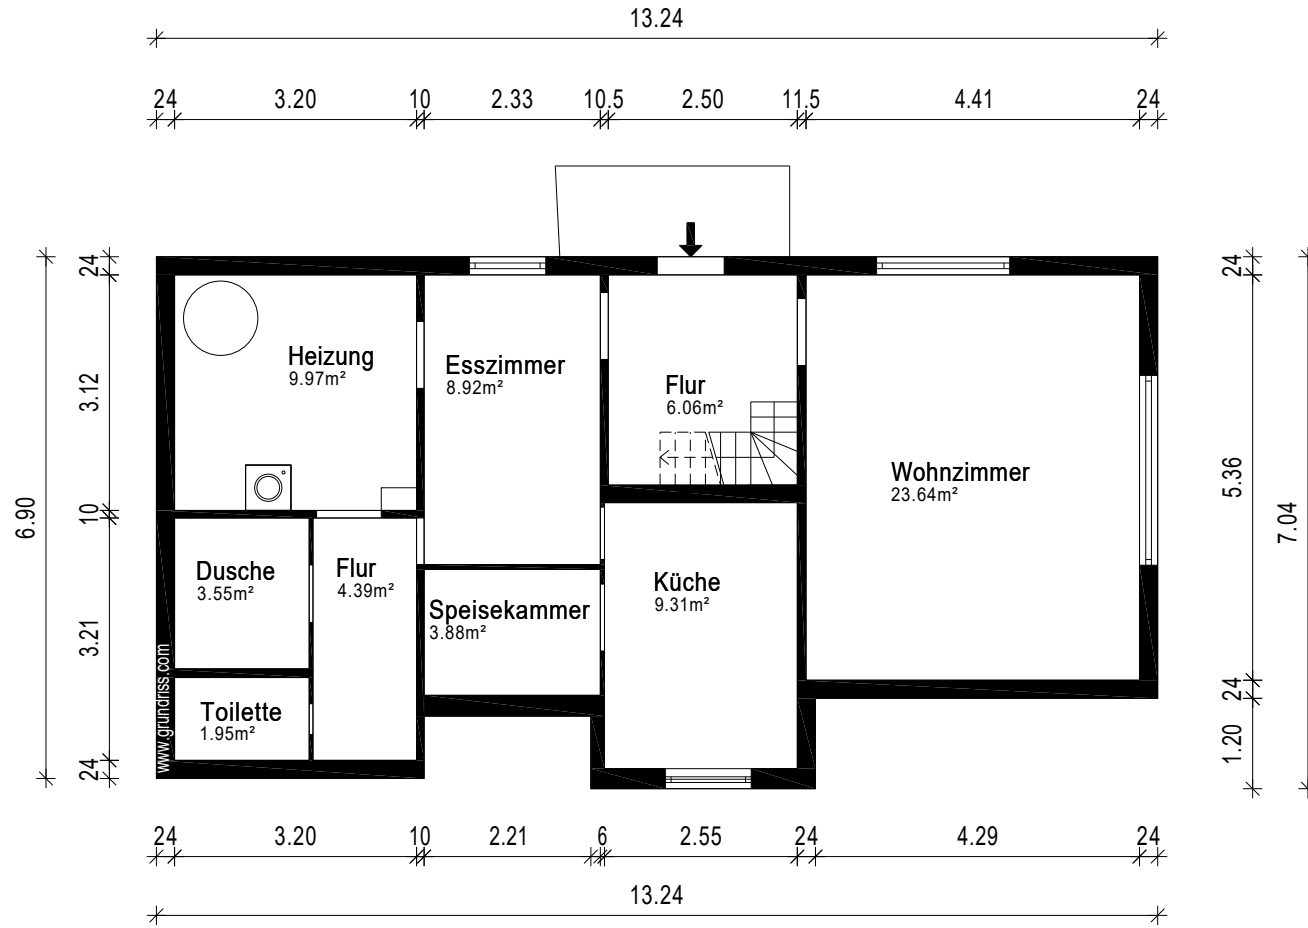 13.24
24 3.20 10 2.33 10.5 2.50 11.5 4.41 24
24
3.12
10
3.21
24
6.90
Heizung
9.97m²
Esszimmer
8.92m²
Flur
6.06m²
Wohnzimmer
23.64m²
Dusche
3.55m²
Flur
4.39m²
Speisekammer
3.88m²
Küche
9.31m²
Toilette
1.95m²
www.grundriss.com
24
5.36
24
1.20
7.04
24 3.20 10 2.21 6 2.55 24 4.29 24
13.24